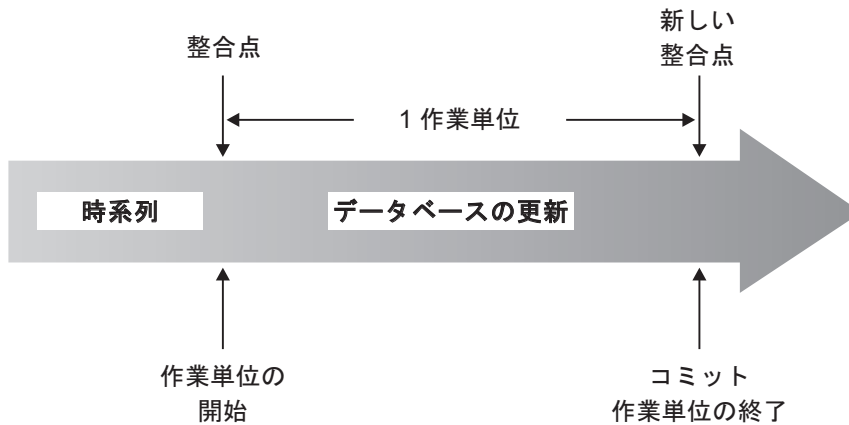 整合点
新しい
整合点
1 作業単位
時系列
データベースの更新
作業単位の
開始
コミット
作業単位の終了